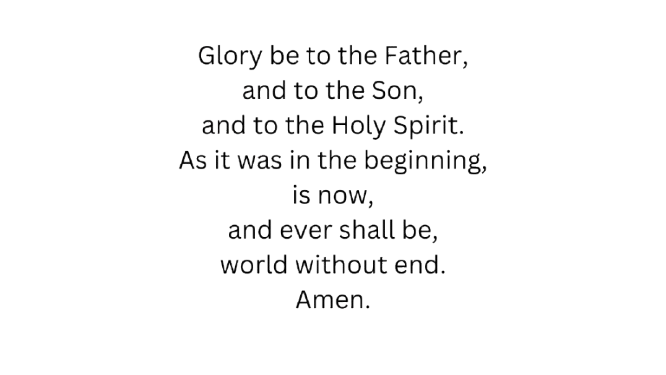 Glory be to the Father,
and to the Son,
and to the Holy Spirit.
As it was in the beginning,
is now,
and ever shall be,
world without end.
Amen.